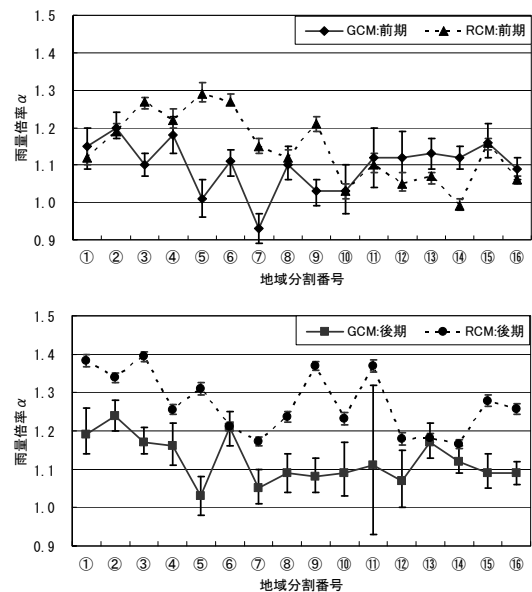 GCM:前期 RCM:前期
雨量倍率α
1.5
1.4
1.3
1.2
1.1
1.0
0.9
① ② ③ ④ ⑤ ⑥ ⑦ ⑧ ⑨ ⑩ ⑪ ⑫ ⑬ ⑭ ⑮ ⑯
地域分割番号
GCM:後期 RCM:後期
雨量倍率α
1.5
1.4
1.3
1.2
1.1
1.0
0.9
① ② ③ ④ ⑤ ⑥ ⑦ ⑧ ⑨ ⑩ ⑪ ⑫ ⑬ ⑭ ⑮ ⑯
地域分割番号